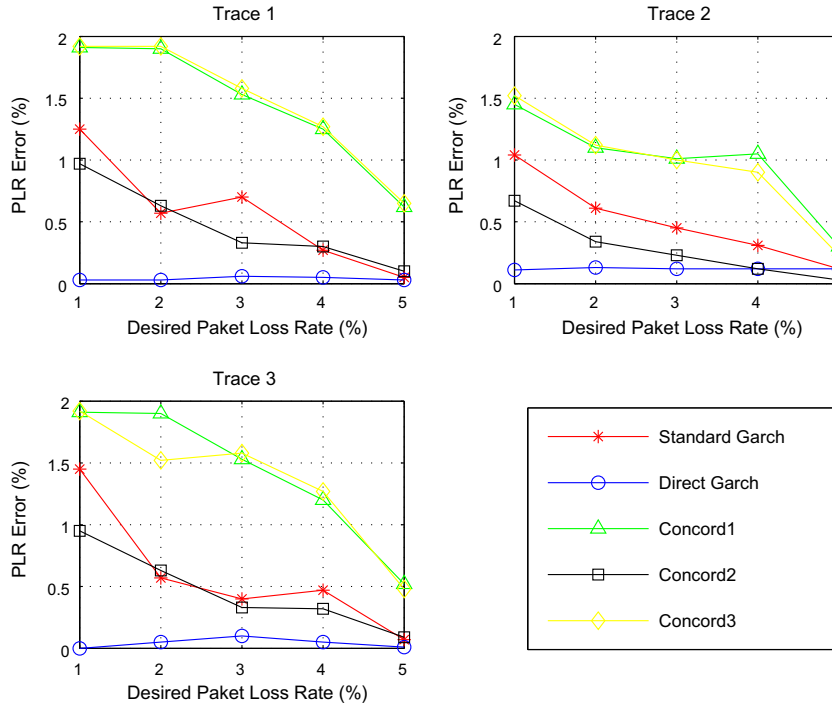 Trace 1
2
1.5
1
0.5
0
PLR Error (%)
1 2 3 4 5
Desired Paket Loss Rate (%)
Trace 2
2
1.5
1
0.5
0
PLR Error (%)
1 2 3 4
Desired Paket Loss Rate (%)
Trace 3
2
1.5
1
0.5
0
PLR Error (%)
1 2 3 4 5
Desired Paket Loss Rate (%)
Standard Garch
Direct Garch
Concord1
Concord2
Concord3